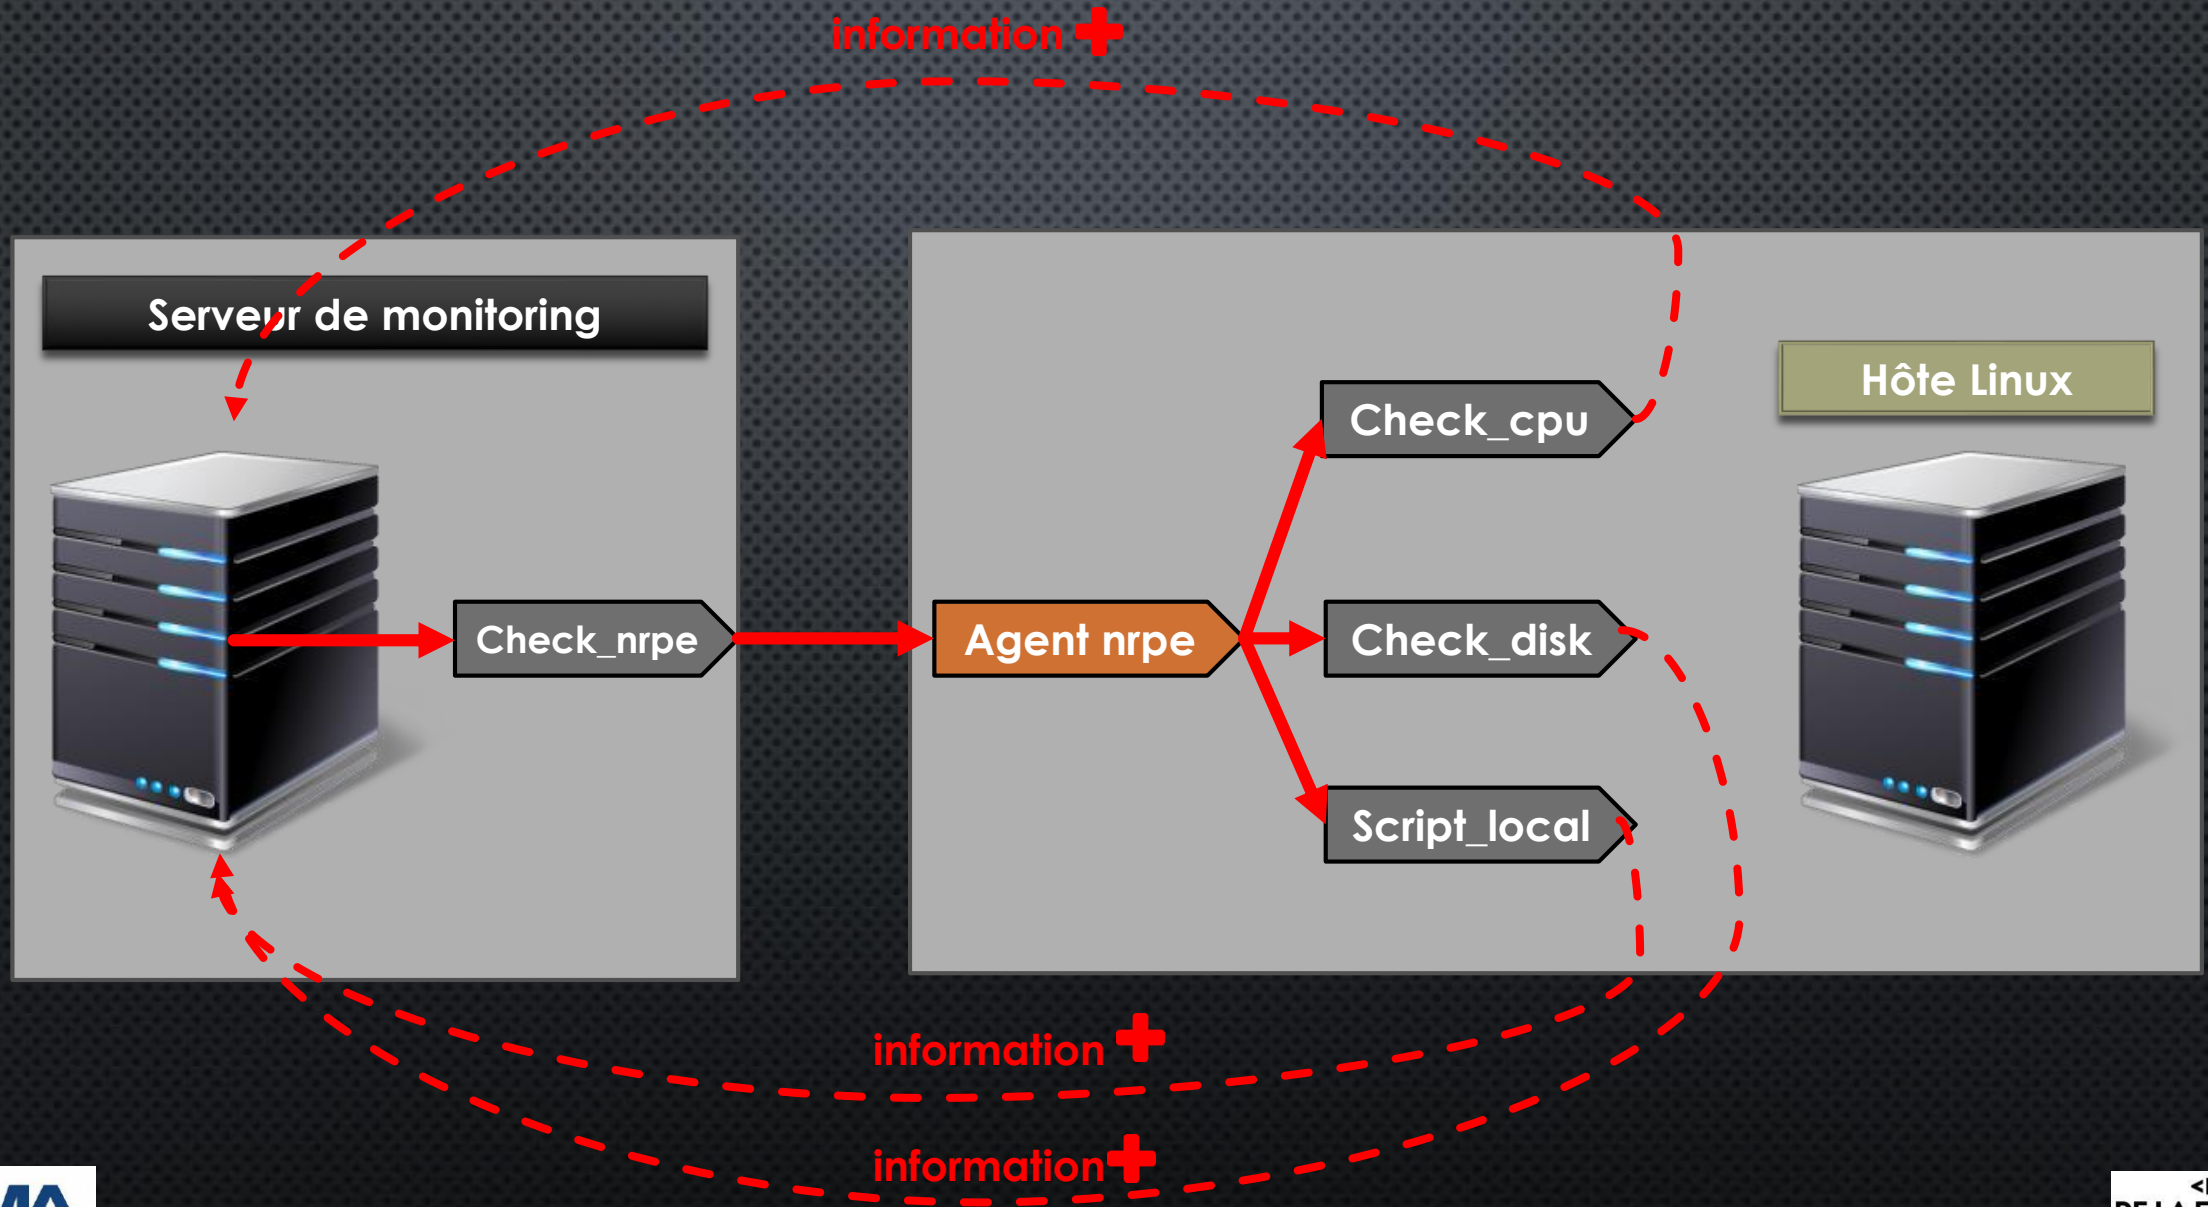 information
Serveur de monitoring
Hôte Linux
Check_cpu
Check_nrpe
Agent nrpe
Check_disk
Script_local
information
information